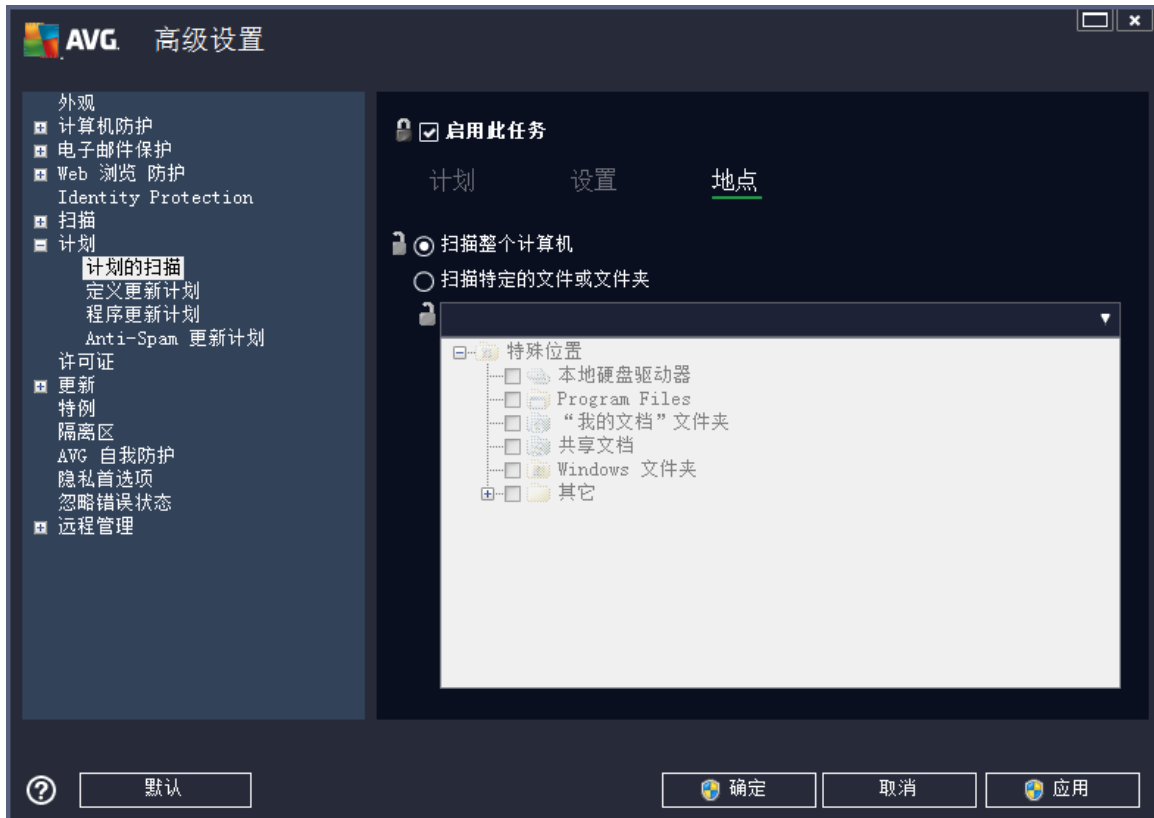 AVG. 高级设置
外观
计算机防护
电子邮件保护
Web 浏览 防护
Identity Protection
扫描
计划
计划的扫描
定义更新计划
程序更新计划
Anti-Spam 更新计划
许可证
更新
特例
隔离区
AVG 自我防护
隐私首选项
忽略错误状态
远程管理
启用此任务
计划 设置 地点
扫描整个计算机
扫描特定的文件或文件夹
特殊位置
本地硬盘驱动器
Program Files
“我的文档”文件夹
共享文档
Windows 文件夹
其它
默认 确定 取消 应用